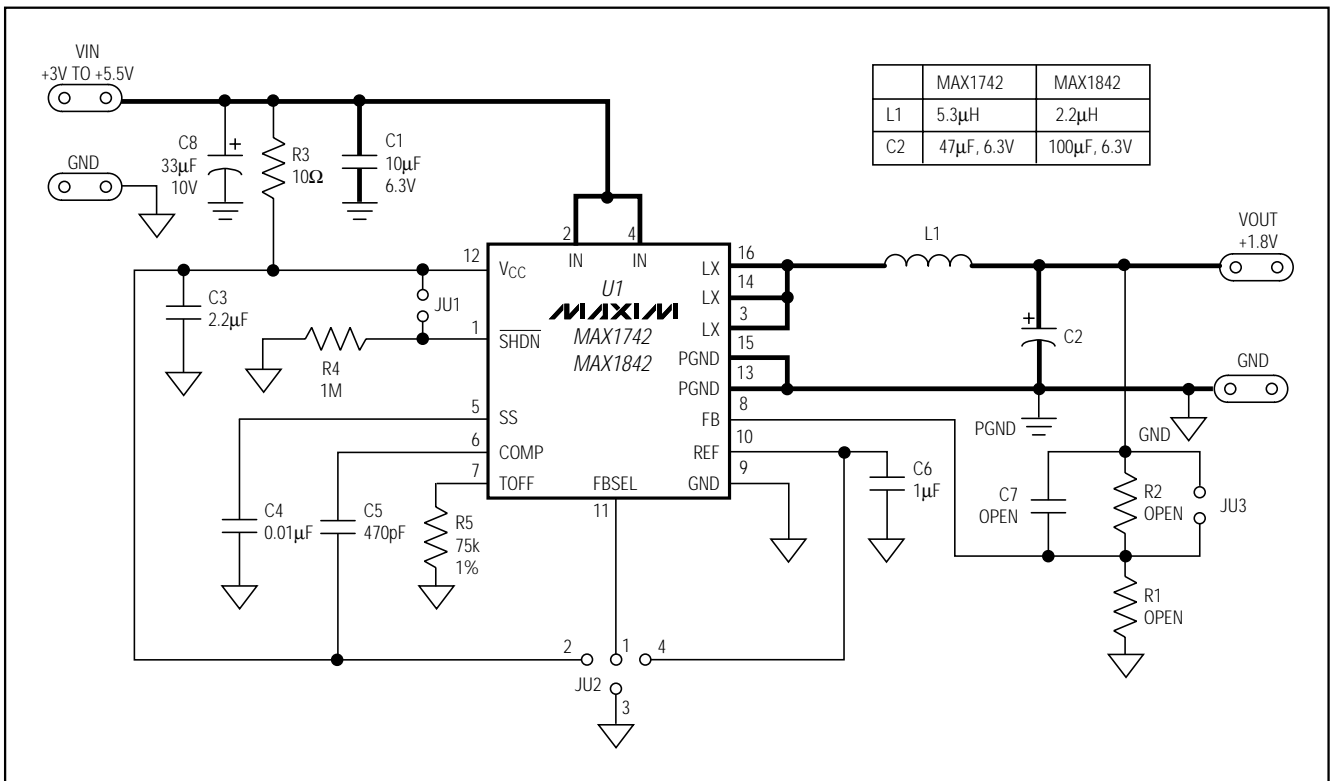 VIN
+3V TO +5.5V
GND
C8
33µF
10V
+
R3
10Ω
C1
10µF
6.3V
MAX1742 MAX1842
L1 5.3µH 2.2µH
C2 47µF, 6.3V 100µF, 6.3V
2 4
IN IN
12
VCC
U1
MAXIM
MAX1742
MAX1842
C3
2.2µF
JU1
1
SHDN
R4
1M
5
SS
6
COMP
7
TOFF
FBSEL
11
C4
0.01µF
C5
470pF
R5
75k
1%
16
LX
14
LX
3
LX
15
PGND
13
PGND
8
FB
10
REF
9
GND
L1
VOUT
+1.8V
+
C2
GND
PGND
GND
C6
1µF
C7
OPEN
R2
OPEN
JU3
R1
OPEN
2 1 4
JU2
3